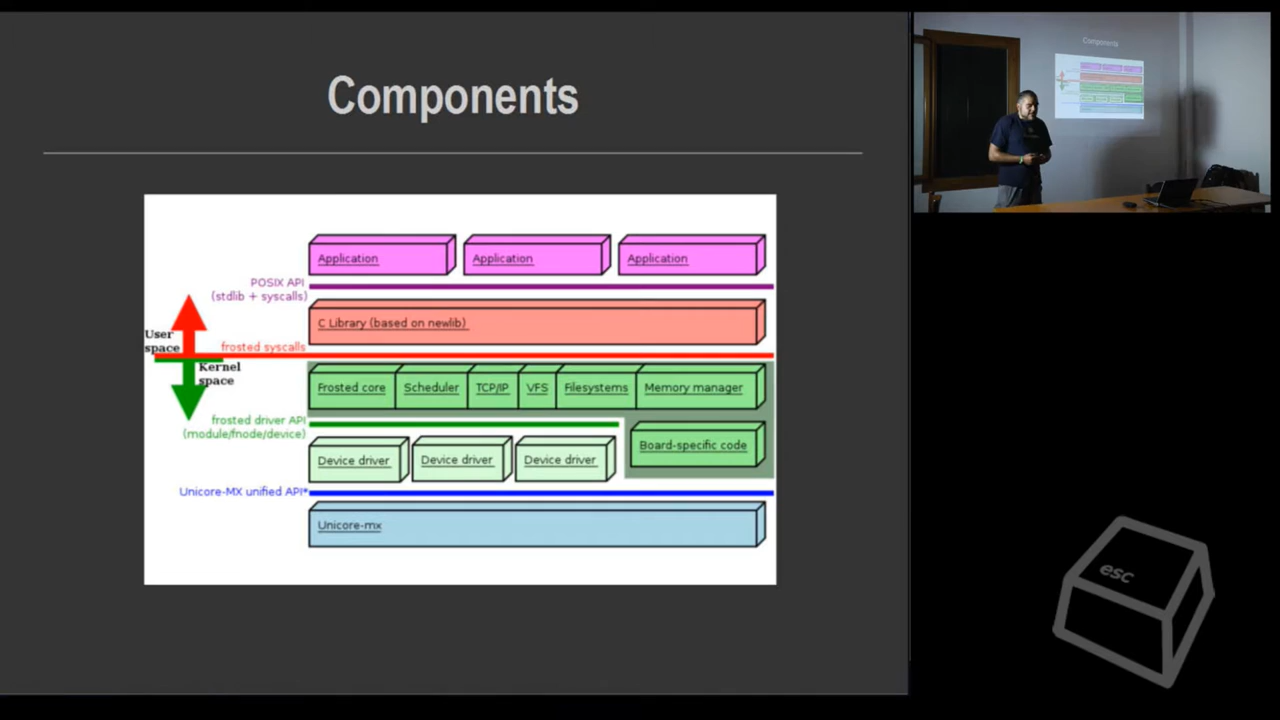 Components
Components
Application
Application
Application
POSIX API
(stdlib + syscalls)
C Library (based on newlib)
User
space
frosted syscalls
Kernel
space
Frosted core
Scheduler
TCP/IP
VFS
Filesystems
Memory manager
frosted driver API
(module/fnode/device)
Board-specific code
Device driver
Device driver
Device driver
Unicore-MX unified API*
Unicore-mx
esc